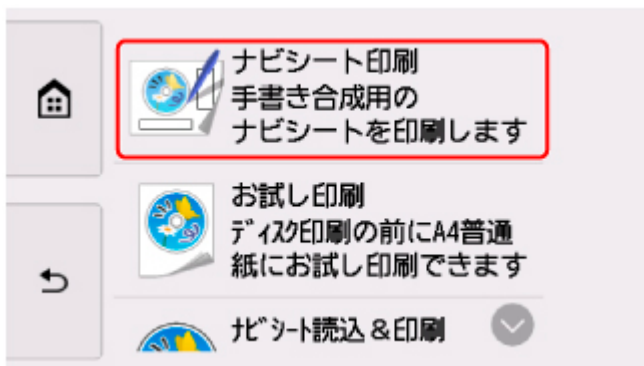 ナビシート印刷
手書き合成用の
ナビシートを印刷します
お試し印刷
ディスク印刷の前にA4普通
紙にお試し印刷できます
ナビシート読込&印刷